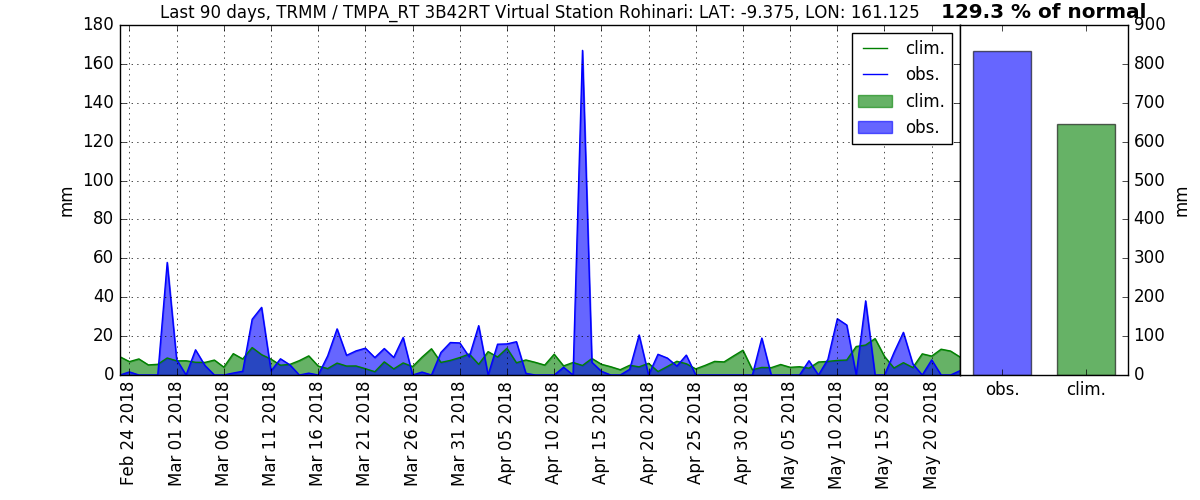 Last 90 days, TRMM / TMPA_RT 3B42RT Virtual Station Rohinari: LAT: -9.375, LON: 161.125
129.3 % of normal
180
160
140
120
100
80
60
40
20
0
mm
clim.
obs.
clim.
obs.
900
800
700
600
500
400
300
200
100
0
mm
Feb 24 2018
Mar 01 2018
Mar 06 2018
Mar 11 2018
Mar 16 2018
Mar 21 2018
Mar 26 2018
Mar 31 2018
Apr 05 2018
Apr 10 2018
Apr 15 2018
Apr 20 2018
Apr 25 2018
Apr 30 2018
May 05 2018
May 10 2018
May 15 2018
May 20 2018
obs.
clim.